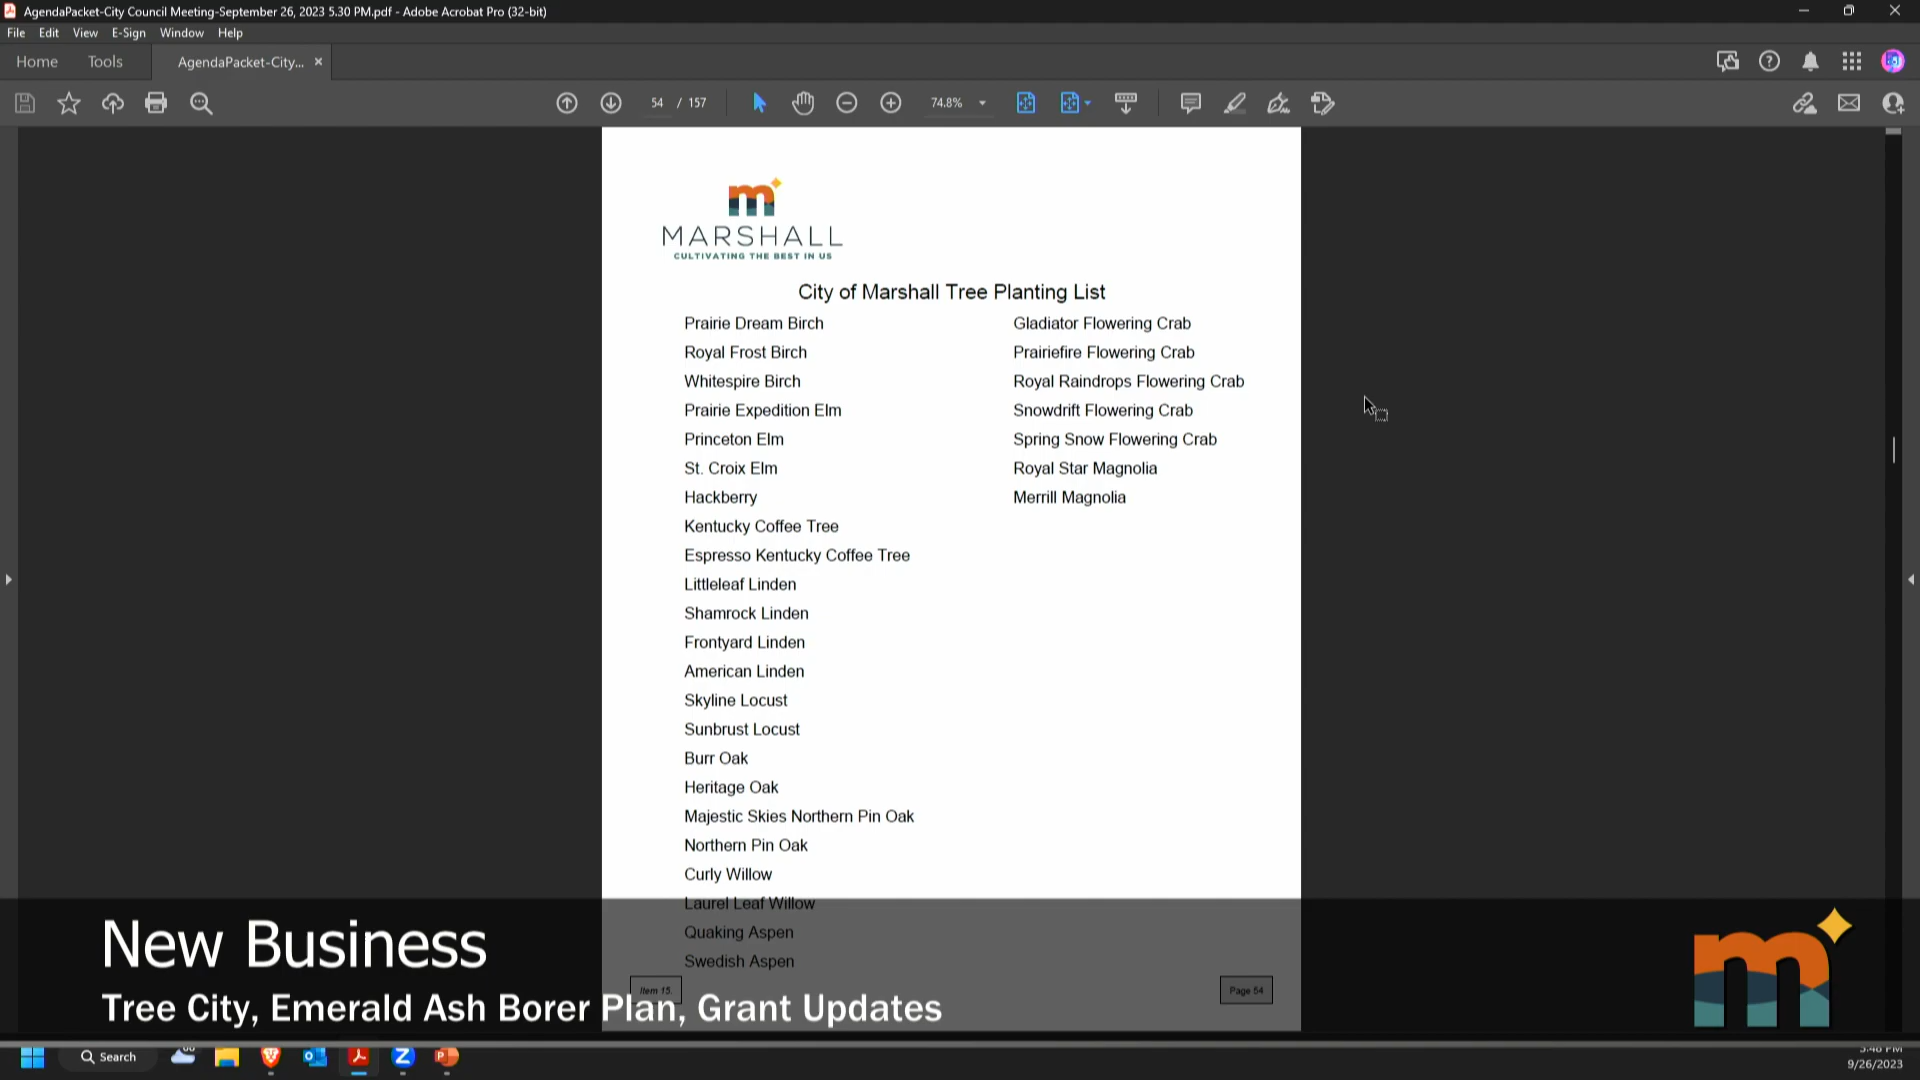 AgendaPacket-City Council Meeting-September 26, 2023 5.30 PM.pdf - Adobe Acrobat Pro (32-bit)
File Edit View E-Sign Window Help
Home Tools AgendaPacket-City...
54 / 157 74.8%
m
MARSHALL
CULTIVATING THE BEST IN US
City of Marshall Tree Planting List
Prairie Dream Birch
Royal Frost Birch
Whitespire Birch
Prairie Expedition Elm
Princeton Elm
St. Croix Elm
Hackberry
Kentucky Coffee Tree
Espresso Kentucky Coffee Tree
Littleleaf Linden
Shamrock Linden
Frontyard Linden
American Linden
Skyline Locust
Sunbrust Locust
Burr Oak
Heritage Oak
Majestic Skies Northern Pin Oak
Northern Pin Oak
Curly Willow
Laurel Leaf Willow
Quaking Aspen
Swedish Aspen
Gladiator Flowering Crab
Prairiefire Flowering Crab
Royal Raindrops Flowering Crab
Snowdrift Flowering Crab
Spring Snow Flowering Crab
Royal Star Magnolia
Merrill Magnolia
Item 15.
Page 54
New Business
Tree City, Emerald Ash Borer Plan, Grant Updates
m
Search
5:48 PM
9/26/2023